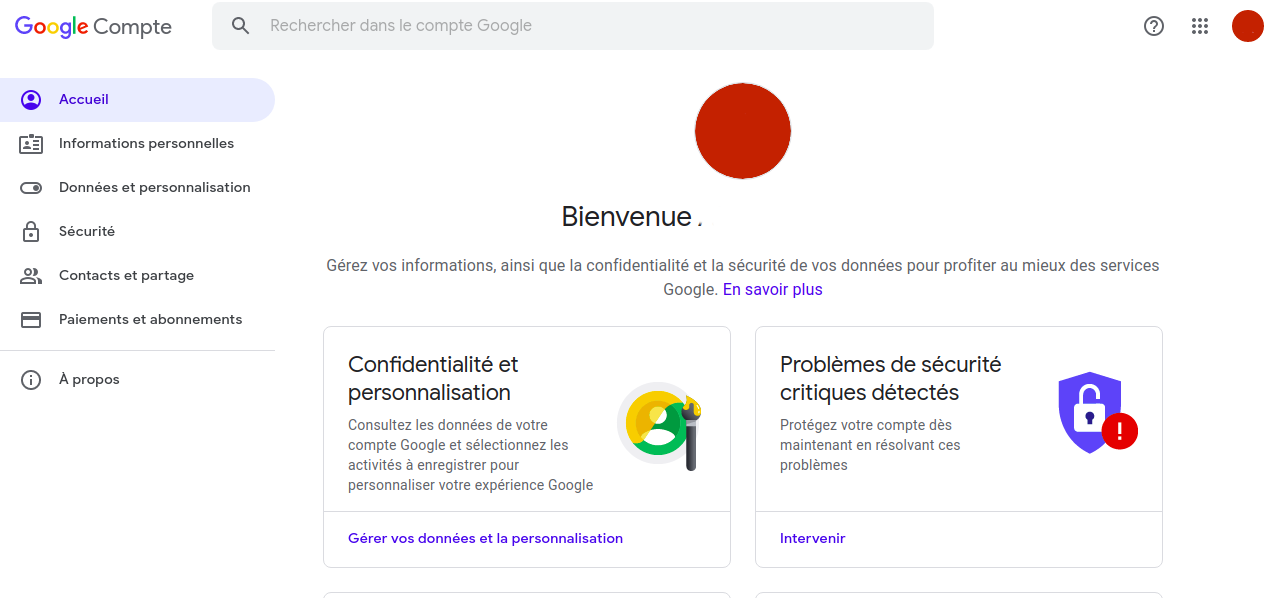 Google Compte
Rechercher dans le compte Google
Accueil
Informations personnelles
Données et personnalisation
Sécurité
Contacts et partage
Paiements et abonnements
À propos
Bienvenue
Gérez vos informations, ainsi que la confidentialité et la sécurité de vos données pour profiter au mieux des services
Google. En savoir plus
Confidentialité et
personnalisation
Consultez les données de votre
compte Google et sélectionnez les
activités à enregistrer pour
personnaliser votre expérience Google
Gérer vos données et la personnalisation
Problèmes de sécurité
critiques détectés
Protégez votre compte dès
maintenant en résolvant ces
problèmes
Intervenir